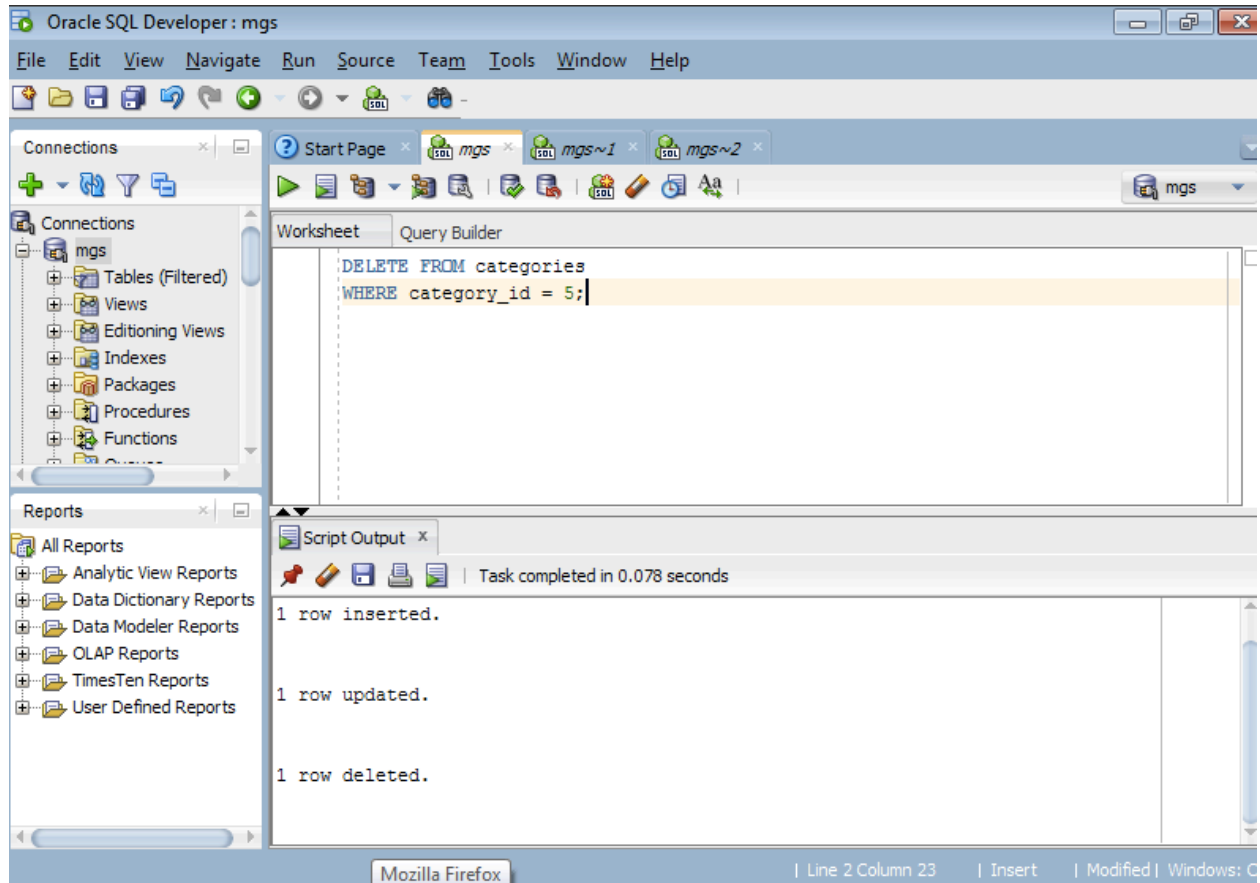 Oracle SQL Developer : mgs
File Edit View Navigate Run Source Team Tools Window Help
Connections
Connections
mgs
Tables (Filtered)
Views
Editioning Views
Indexes
Packages
Procedures
Functions
Reports
All Reports
Analytic View Reports
Data Dictionary Reports
Data Modeler Reports
OLAP Reports
TimesTen Reports
User Defined Reports
Start Page mgs mgs~1 mgs~2
mgs
Worksheet Query Builder
DELETE FROM categories
WHERE category_id = 5;
Script Output
Task completed in 0.078 seconds
1 row inserted.
1 row updated.
1 row deleted.
Mozilla Firefox
| Line 2 Column 23 | Insert | Modified | Windows: C